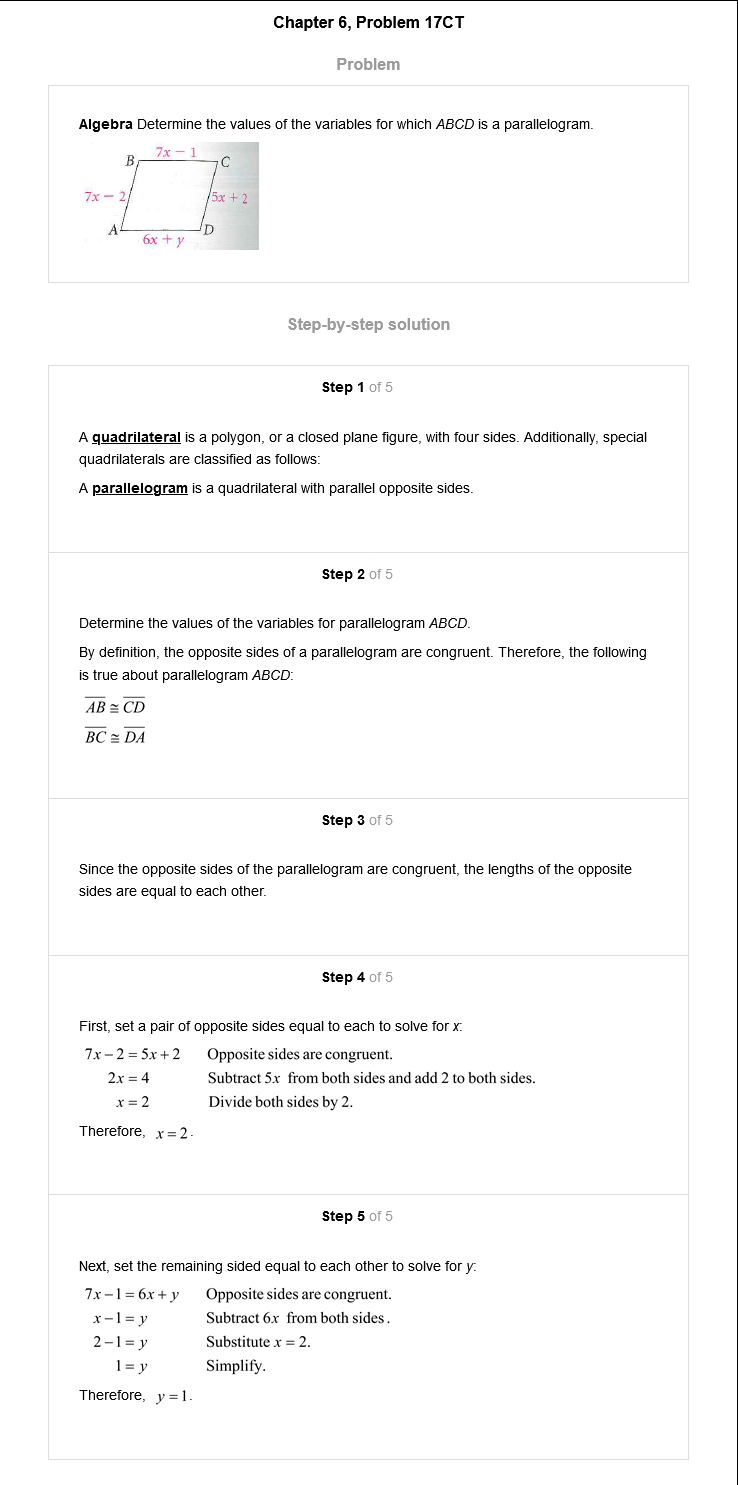 Chapter 6, Problem 17CT
Problem
Algebra Determine the values of the variables for which ABCD is a parallelogram.
7x − 1
B
C
7x − 2
5x + 2
A
D
6x + y
Step-by-step solution
Step 1 of 5
A quadrilateral is a polygon, or a closed plane figure, with four sides. Additionally, special
quadrilaterals are classified as follows:
A parallelogram is a quadrilateral with parallel opposite sides.
Step 2 of 5
Determine the values of the variables for parallelogram ABCD.
By definition, the opposite sides of a parallelogram are congruent. Therefore, the following
is true about parallelogram ABCD:
A̅B̅ ≅ C̅D̅
B̅C̅ ≅ D̅A̅
Step 3 of 5
Since the opposite sides of the parallelogram are congruent, the lengths of the opposite
sides are equal to each other.
Step 4 of 5
First, set a pair of opposite sides equal to each to solve for x:
7x − 2 = 5x + 2 Opposite sides are congruent.
2x = 4 Subtract 5x from both sides and add 2 to both sides.
x = 2 Divide both sides by 2.
Therefore, x = 2.
Step 5 of 5
Next, set the remaining sided equal to each other to solve for y:
7x − 1 = 6x + y Opposite sides are congruent.
x − 1 = y Subtract 6x from both sides.
2 − 1 = y Substitute x = 2.
1 = y Simplify.
Therefore, y = 1.